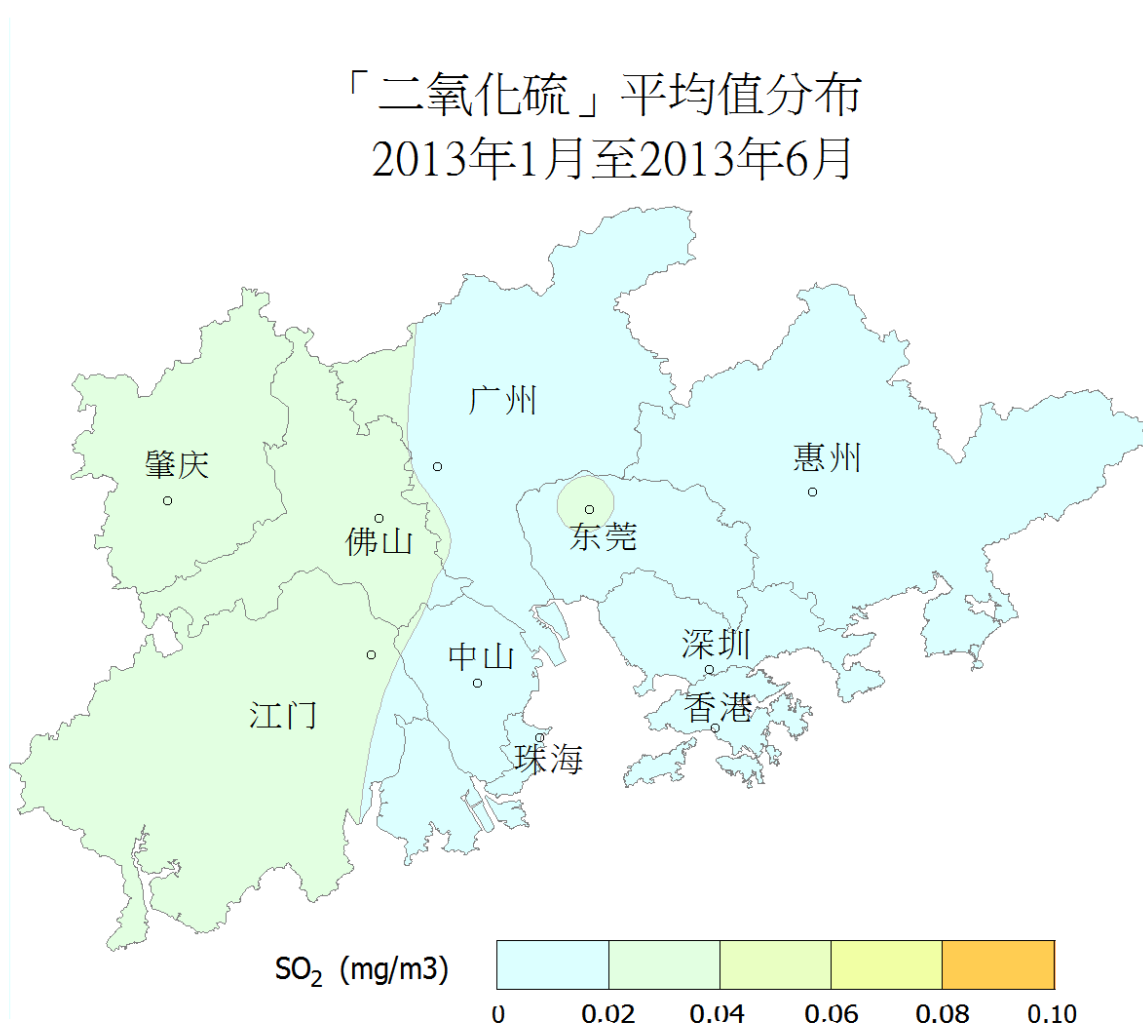 「二氧化硫」平均值分布
2013年1月至2013年6月
广州
惠州
肇庆
佛山
东莞
深圳
中山
香港
江门
珠海
SO₂ (mg/m3)
0 0.02 0.04 0.06 0.08 0.10